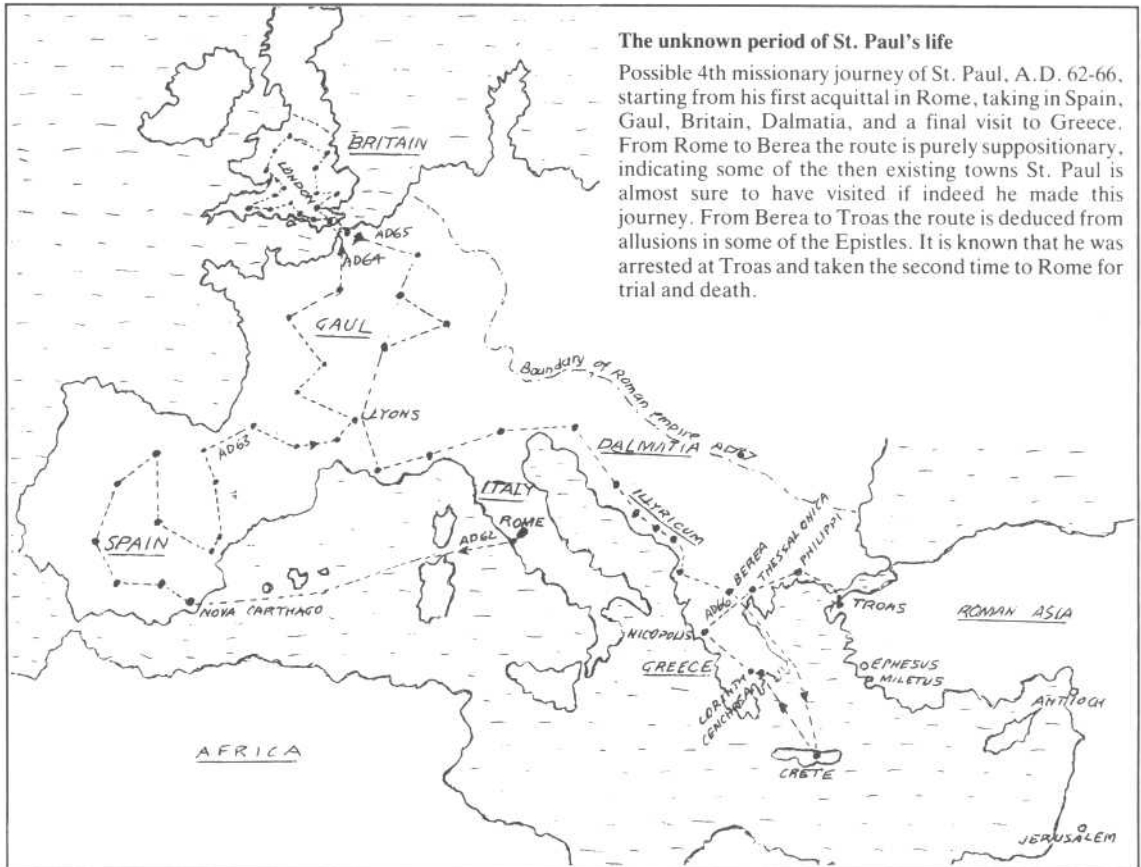 The unknown period of St. Paul's life
Possible 4th missionary journey of St. Paul, A.D. 62-66,
starting from his first acquittal in Rome, taking in Spain,
Gaul, Britain, Dalmatia, and a final visit to Greece.
From Rome to Berea the route is purely suppositionary,
indicating some of the then existing towns St. Paul is
almost sure to have visited if indeed he made this
journey. From Berea to Troas the route is deduced from
allusions in some of the Epistles. It is known that he was
arrested at Troas and taken the second time to Rome for
trial and death.
BRITAIN
LONDON
AD65
AD64
GAUL
Boundary of Roman empire AD67
LYONS
AD63
DALMATIA
ITALY
ILLYRICUM
ROME
AD62
SPAIN
NOVA CARTHAGO
BEREA
THESSALONICA
PHILIPPI
AD66
TROAS
ROMAN ASIA
NICOPOLIS
GREECE
EPHESUS
MILETUS
CORINTH
CENCHREA
ANTIOCH
AFRICA
CRETE
JERUSALEM